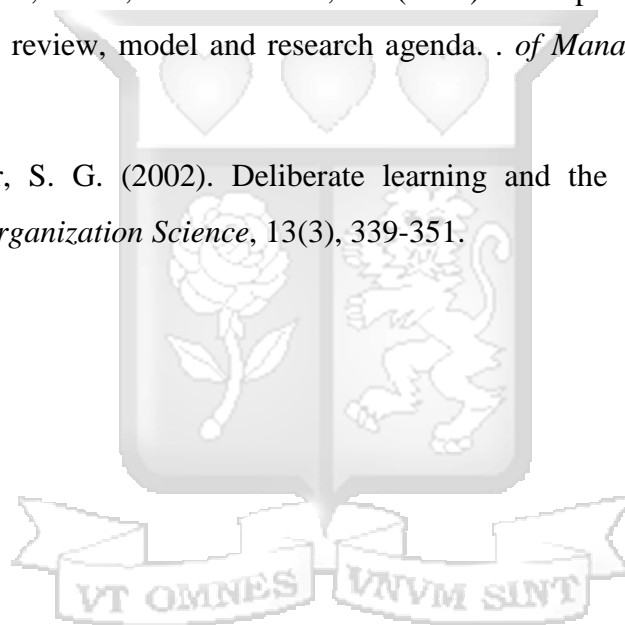 review, model and research agenda. . of Mana
r, S. G. (2002). Deliberate learning and the
rganization Science, 13(3), 339-351.
VT OMNES VNVM SINT